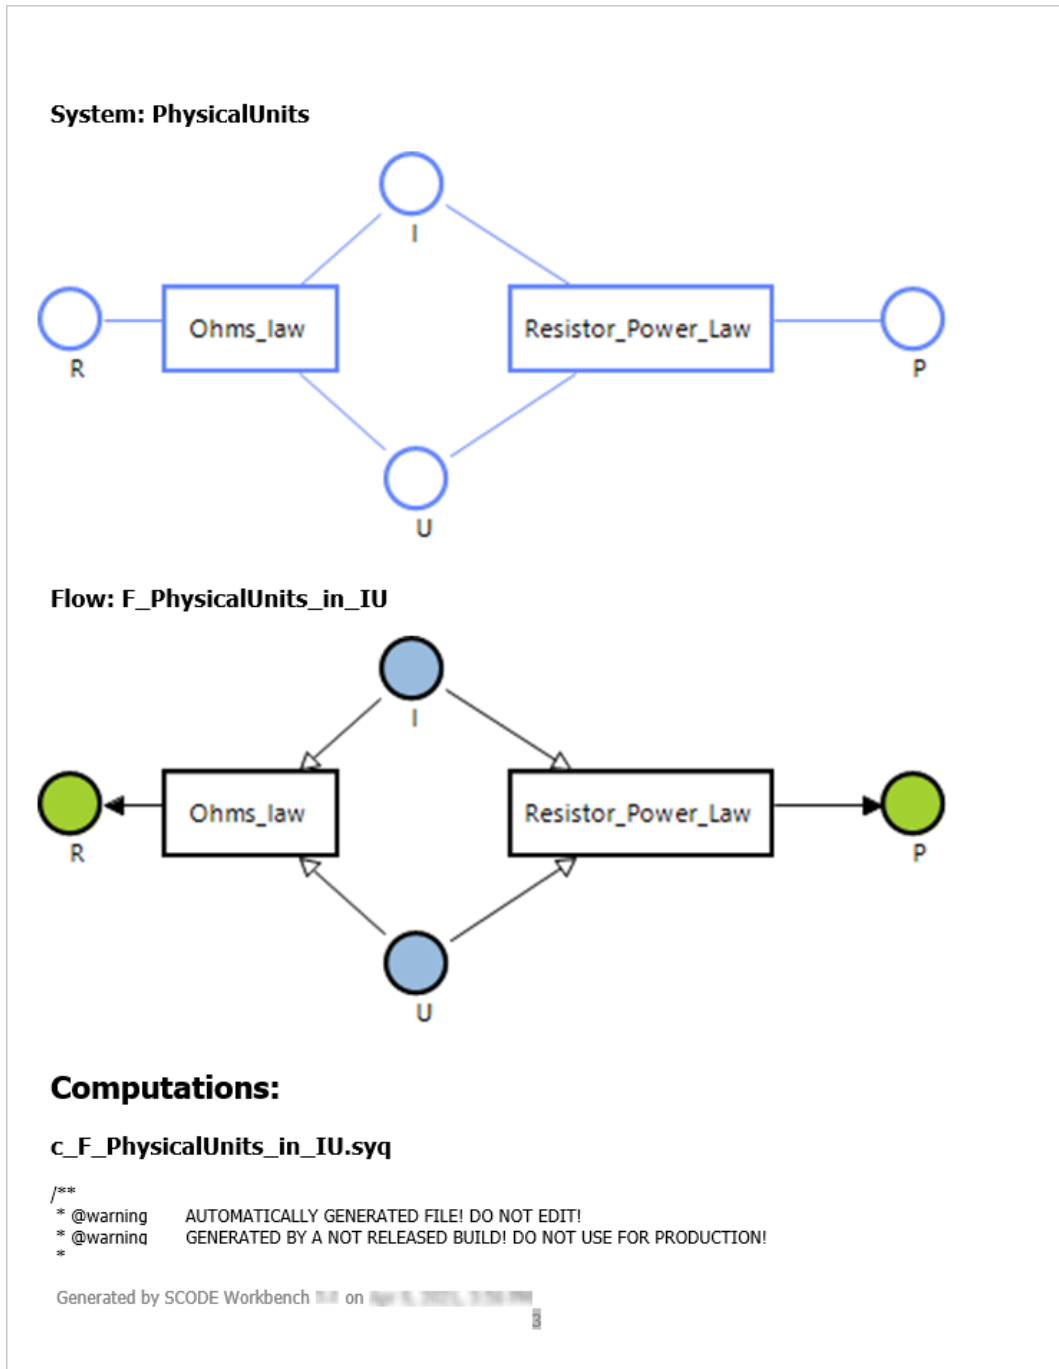 System: PhysicalUnits
I
Ohms_law
Resistor_Power_Law
R
P
U
Flow: F_PhysicalUnits_in_IU
I
Ohms_law
Resistor_Power_Law
R
P
U
Computations:
c_F_PhysicalUnits_in_IU.syq
/**
* @warning AUTOMATICALLY GENERATED FILE! DO NOT EDIT!
* @warning GENERATED BY A NOT RELEASED BUILD! DO NOT USE FOR PRODUCTION!
*
Generated by SCODE Workbench on
3